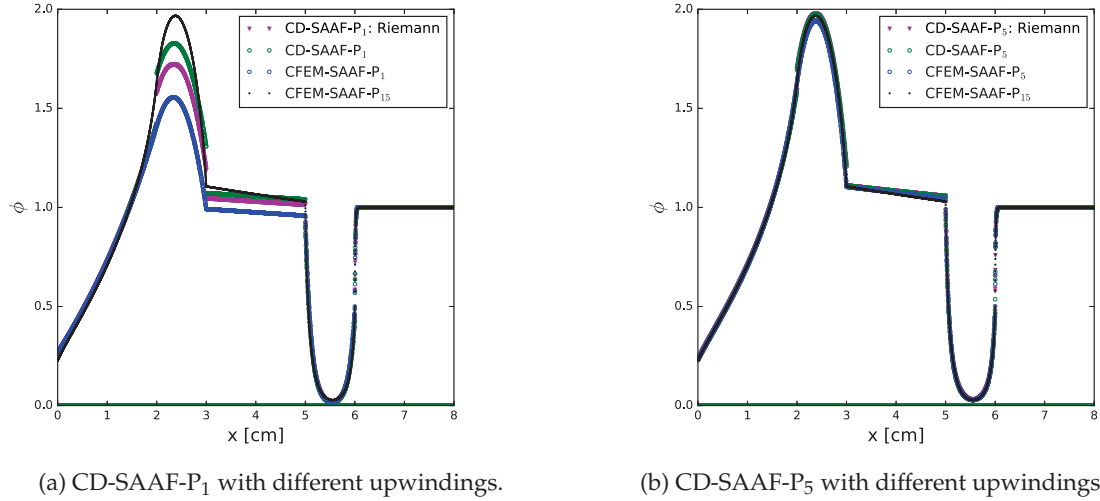 2.0
1.5
1.0
0.5
0.0
ϕ
CD-SAAF-P₁: Riemann
CD-SAAF-P₁
CFEM-SAAF-P₁
CFEM-SAAF-P₁₅
0 1 2 3 4 5 6 7 8
x [cm]
(a) CD-SAAF-P₁ with different upwindings.
2.0
1.5
1.0
0.5
0.0
ϕ
CD-SAAF-P₅: Riemann
CD-SAAF-P₅
CFEM-SAAF-P₅
CFEM-SAAF-P₁₅
0 1 2 3 4 5 6 7 8
x [cm]
(b) CD-SAAF-P₅ with different upwindings